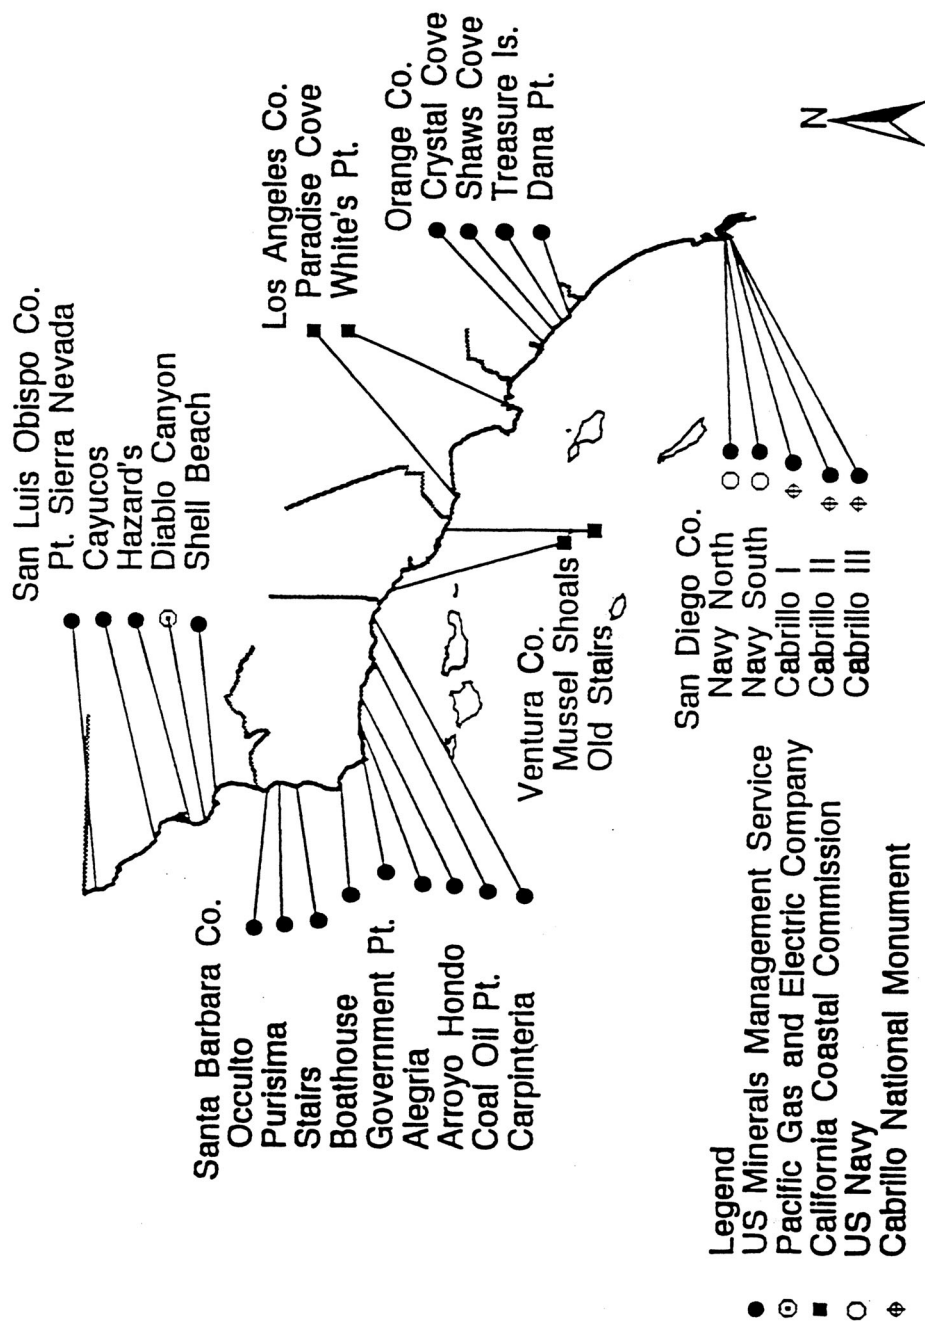 San Luis Obispo Co.
Pt. Sierra Nevada
Cayucos
Hazard's
Diablo Canyon
Shell Beach
Los Angeles Co.
Paradise Cove
White's Pt.
Orange Co.
Crystal Cove
Shaws Cove
Treasure Is.
Dana Pt.
Santa Barbara Co.
Occulto
Purisima
Stairs
Boathouse
Government Pt.
Alegria
Arroyo Hondo
Coal Oil Pt.
Carpinteria
Ventura Co.
Mussel Shoals
Old Stairs
San Diego Co.
Navy North
Navy South
Cabrillo I
Cabrillo II
Cabrillo III
N
Legend
US Minerals Management Service
Pacific Gas and Electric Company
California Coastal Commission
US Navy
Cabrillo National Monument